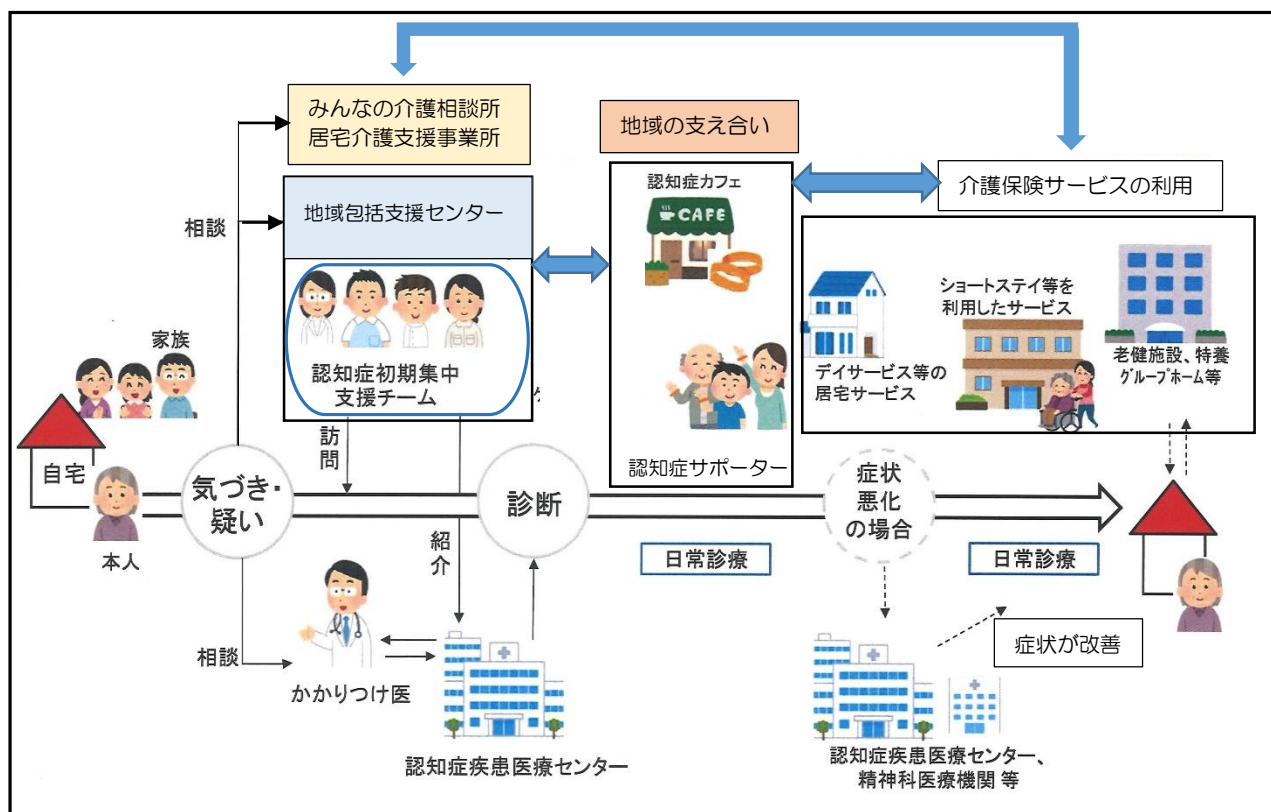 みんなの介護相談所
居宅介護支援事業所
地域の支え合い
認知症カフェ
CAFE
介護保険サービスの利用
地域包括支援センター
相談
認知症初期集中
支援チーム
ショートステイ等を
利用したサービス
デイサービス等の
居宅サービス
老健施設、特養
グループホーム等
家族
訪問
認知症サポーター
自宅
本人
気づき・
疑い
診断
症状
悪化
の場合
紹介
日常診療
日常診療
相談
かかりつけ医
認知症疾患医療センター
症状が改善
認知症疾患医療センター、
精神科医療機関 等